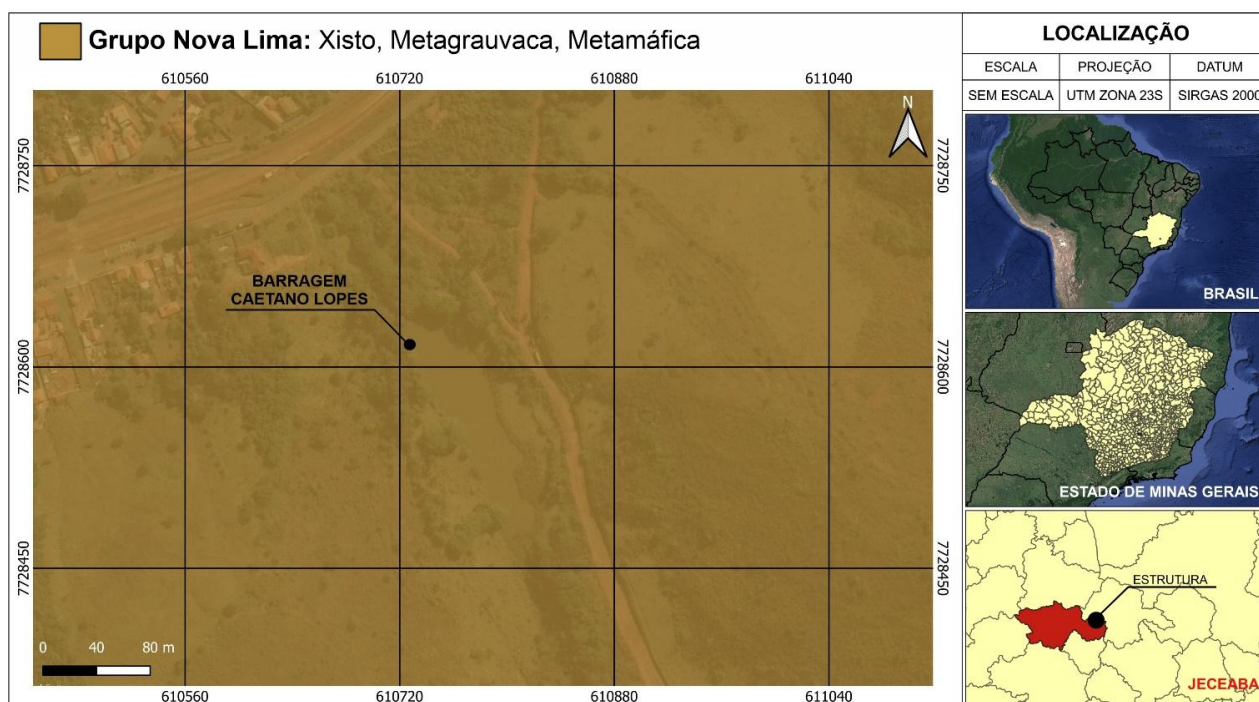 Grupo Nova Lima: Xisto, Metagrauvaca, Metamáfica
610560 610720 610880 611040
N
7728750 7728750
BARRAGEM
CAETANO LOPES
7728600 7728600
7728450 7728450
0 40 80 m
610560 610720 610880 611040
LOCALIZAÇÃO
ESCALA PROJEÇÃO DATUM
SEM ESCALA UTM ZONA 23S SIRGAS 2000
BRASIL
ESTADO DE MINAS GERAIS
ESTRUTURA
JECEABA